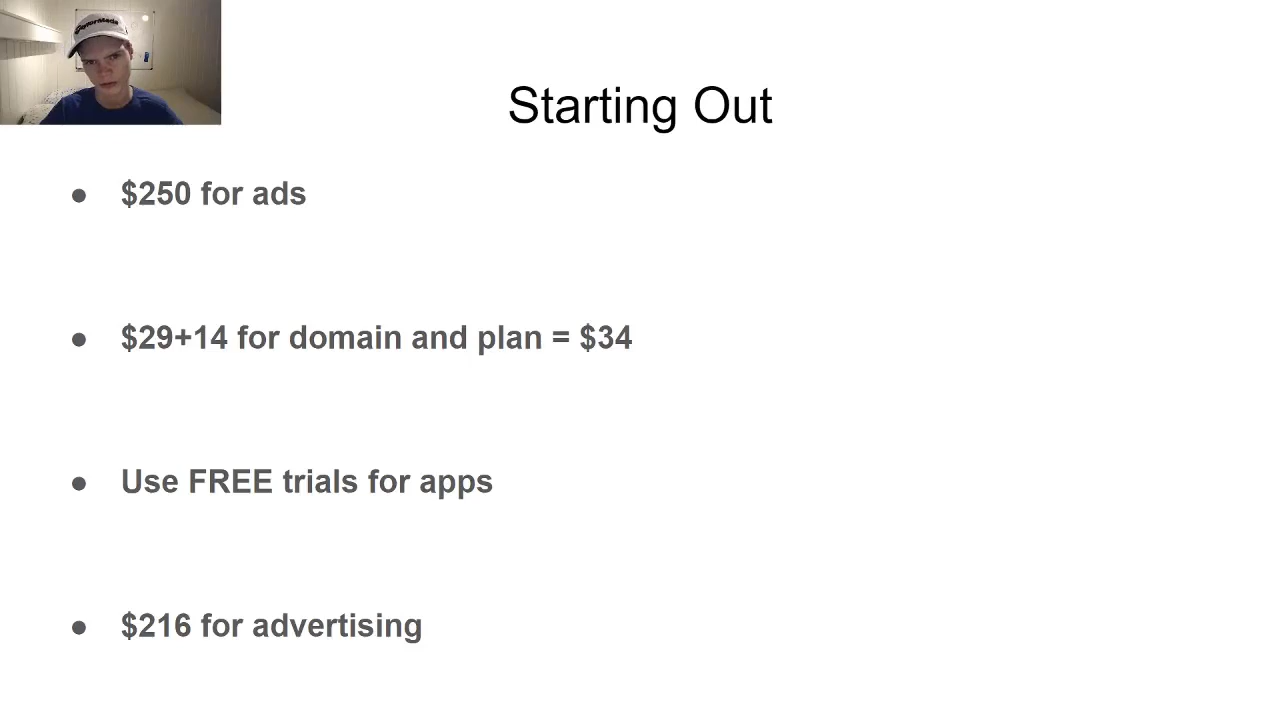 TaylorMade
Starting Out
● $250 for ads
● $29+14 for domain and plan = $34
● Use FREE trials for apps
● $216 for advertising